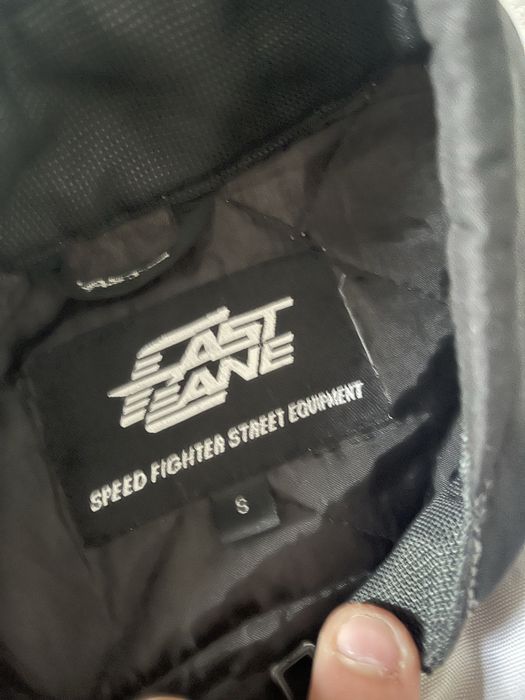 FAST
LANE
SPEED FIGHTER STREET EQUIPMENT
S